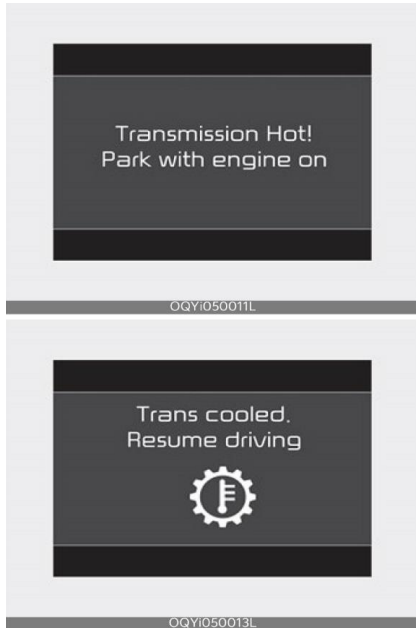 Transmission Hot!
Park with engine on
OQYi050011L
Trans cooled.
Resume driving
OQYi050013L